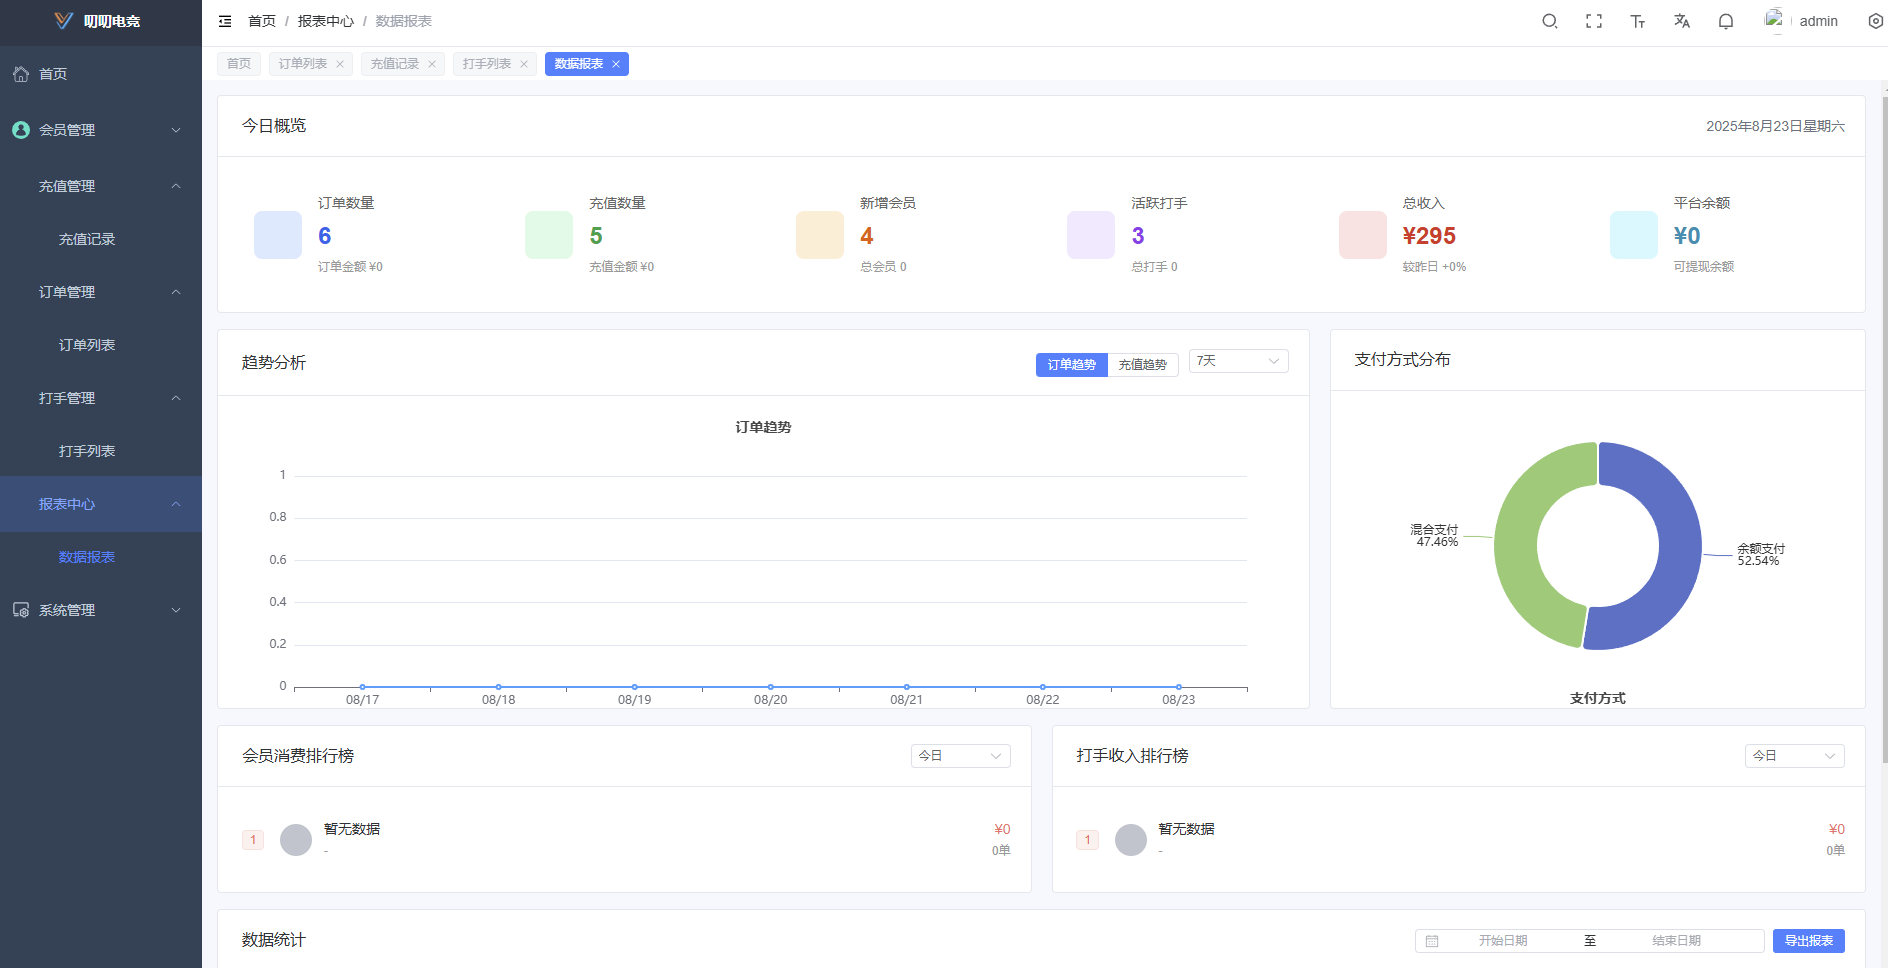 叨叨电竞
首页 / 报表中心 / 数据报表
admin
首页
订单列表
充值记录
打手列表
数据报表
首页
会员管理
充值管理
充值记录
订单管理
订单列表
打手管理
打手列表
报表中心
数据报表
系统管理
今日概览
2025年8月23日星期六
订单数量
6
订单金额 ¥0
充值数量
5
充值金额 ¥0
新增会员
4
总会员 0
活跃打手
3
总打手 0
总收入
¥295
较昨日 +0%
平台余额
¥0
可提现余额
趋势分析
订单趋势
充值趋势
7天
订单趋势
1
0.8
0.6
0.4
0.2
0
08/17
08/18
08/19
08/20
08/21
08/22
08/23
支付方式分布
混合支付
47.46%
余额支付
52.54%
支付方式
会员消费排行榜
今日
1
暂无数据
-
¥0
0单
打手收入排行榜
今日
1
暂无数据
-
¥0
0单
数据统计
开始日期 至 结束日期
导出报表